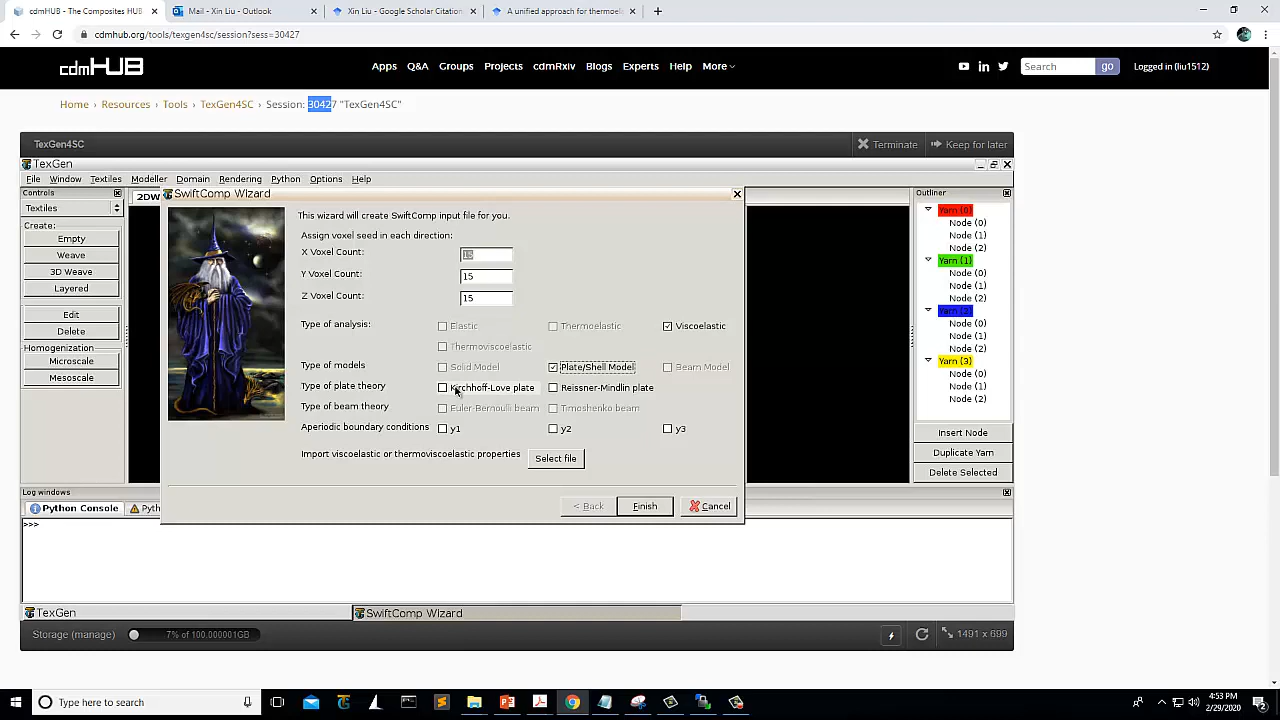 cdmHUB - The Composites HUB
Mail - Xin Liu - Outlook
Xin Liu - Google Scholar Citation
A unified approach for thermoela
cdmhub.org/tools/texgen4sc/session?sess=30427
cdmHUB
Apps
Q&A
Groups
Projects
cdmRxiv
Blogs
Experts
Help
More
Search
go
Logged in (liu1512)
Home › Resources › Tools › TexGen4SC › Session: 30427 "TexGen4SC"
TexGen4SC
Terminate
Keep for later
TexGen
File Window Textiles Modeller Domain Rendering Python Options Help
Controls
Textiles
Create:
Empty
Weave
3D Weave
Layered
Edit
Delete
Homogenization
Microscale
Mesoscale
2DW
SwiftComp Wizard
This wizard will create SwiftComp input file for you.
Assign voxel seed in each direction:
X Voxel Count: 15
Y Voxel Count: 15
Z Voxel Count: 15
Type of analysis: Elastic Thermoelastic Viscoelastic
Thermoviscoelastic
Type of models Solid Model Plate/Shell Model Beam Model
Type of plate theory Kirchhoff-Love plate Reissner-Mindlin plate
Type of beam theory Euler-Bernoulli beam Timoshenko beam
Aperiodic boundary conditions y1 y2 y3
Import viscoelastic or thermoviscoelastic properties Select file
< Back Finish Cancel
Outliner
Yarn (0)
Node (0)
Node (1)
Node (2)
Yarn (1)
Node (0)
Node (1)
Node (2)
Yarn (2)
Node (0)
Node (1)
Node (2)
Yarn (3)
Node (0)
Node (1)
Node (2)
Insert Node
Duplicate Yarn
Delete Selected
Log windows
Python Console Pyth
>>>
TexGen
SwiftComp Wizard
Storage (manage) 7% of 100.000001GB
1491 x 699
Type here to search
4:53 PM
2/29/2020
2